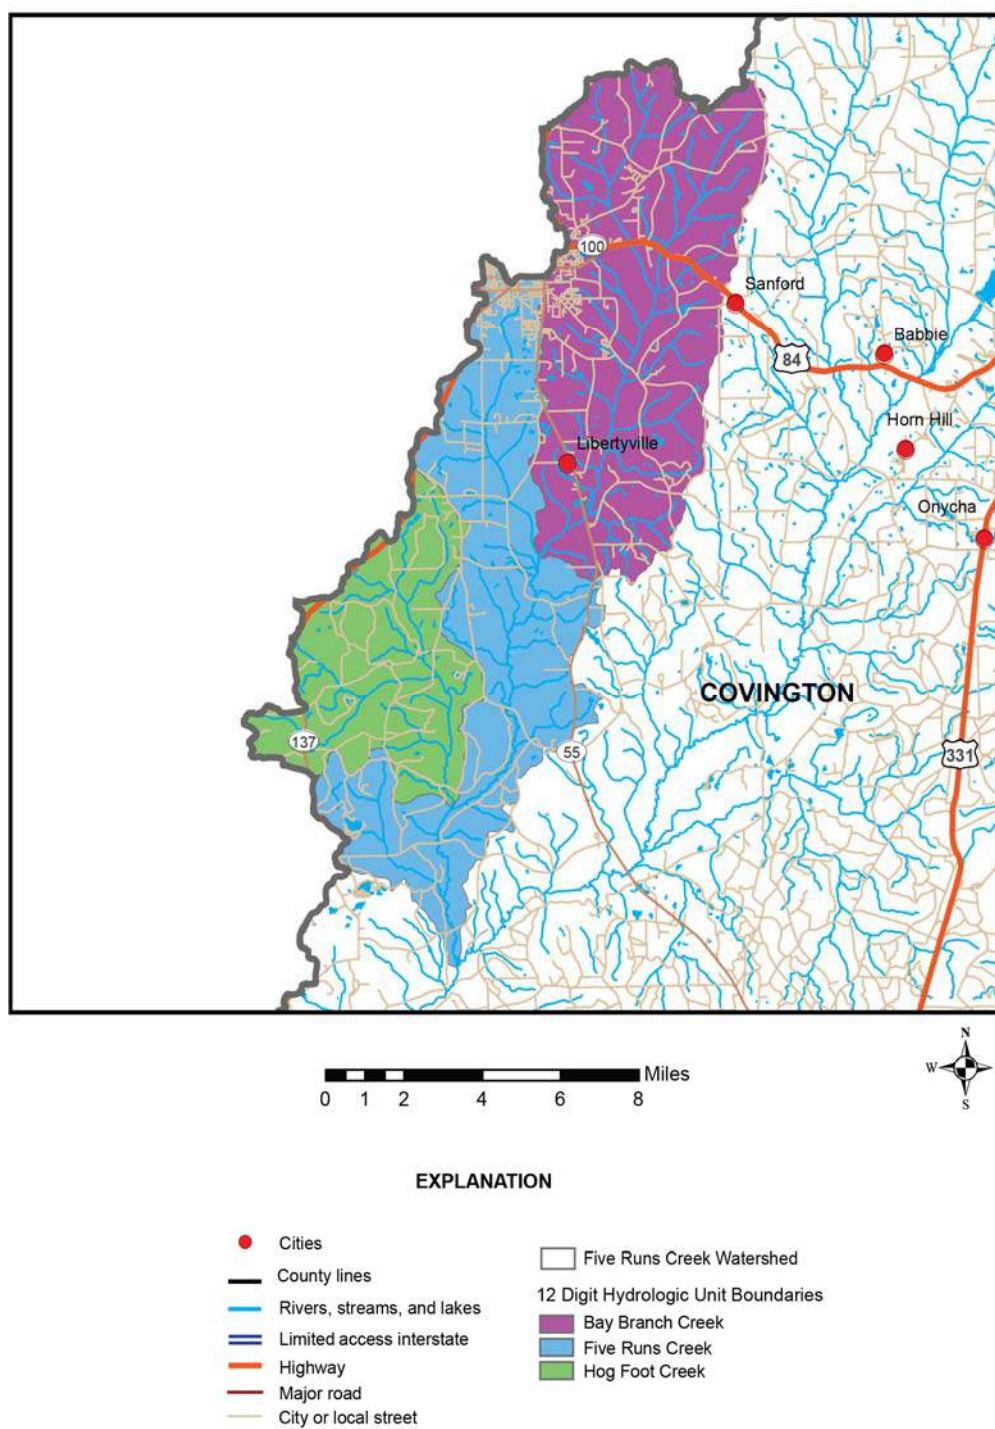 100
Sanford
84
Babbie
Horn Hill
Libertyville
Onycha
COVINGTON
137
55
331
N
W
S
Miles
0 1 2 4 6 8
EXPLANATION
Cities
County lines
Rivers, streams, and lakes
Limited access interstate
Highway
Major road
City or local street
Five Runs Creek Watershed
12 Digit Hydrologic Unit Boundaries
Bay Branch Creek
Five Runs Creek
Hog Foot Creek